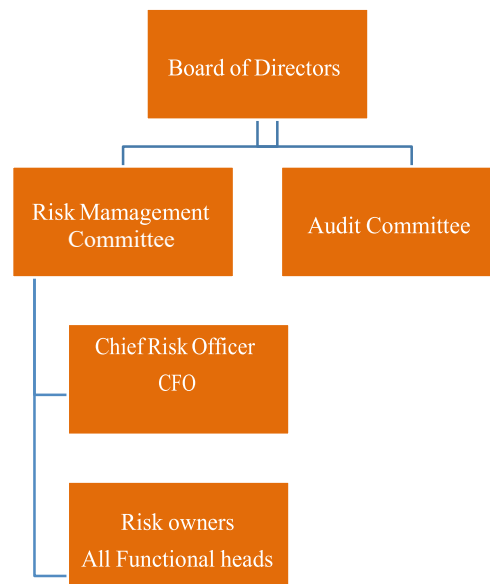 Board of Directors
Risk Mamagement
Committee
Audit Committee
Chief Risk Officer
CFO
Risk owners
All Functional heads